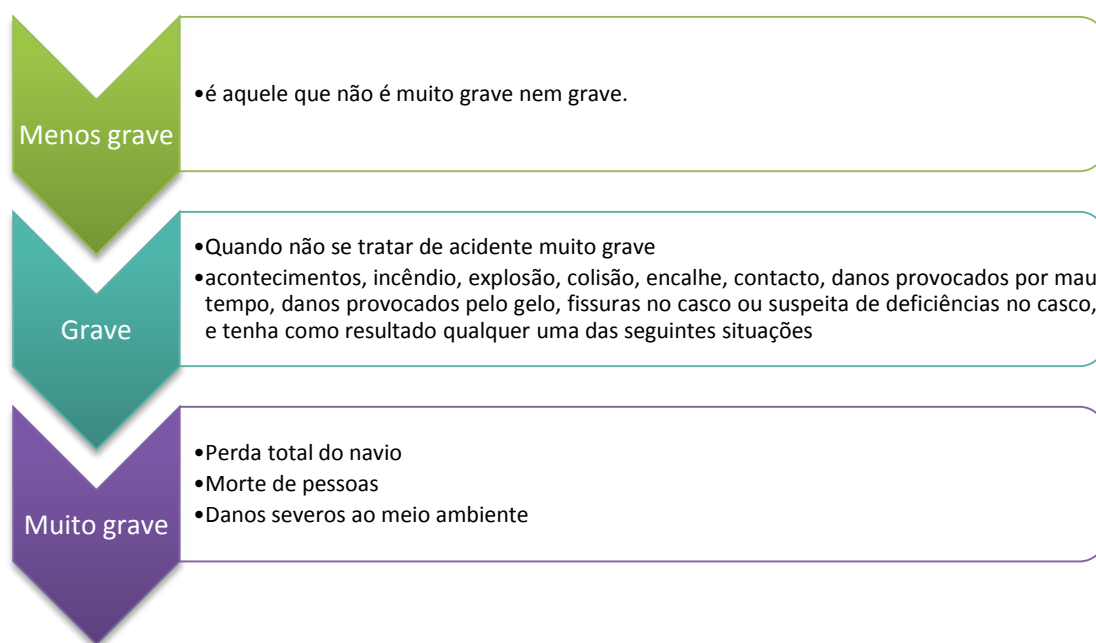 Menos grave
•é aquele que não é muito grave nem grave.
Grave
•Quando não se tratar de acidente muito grave
•acontecimentos, incêndio, explosão, colisão, encalhe, contacto, danos provocados por mau
tempo, danos provocados pelo gelo, fissuras no casco ou suspeita de deficiências no casco,
e tenha como resultado qualquer uma das seguintes situações
Muito grave
•Perda total do navio
•Morte de pessoas
•Danos severos ao meio ambiente